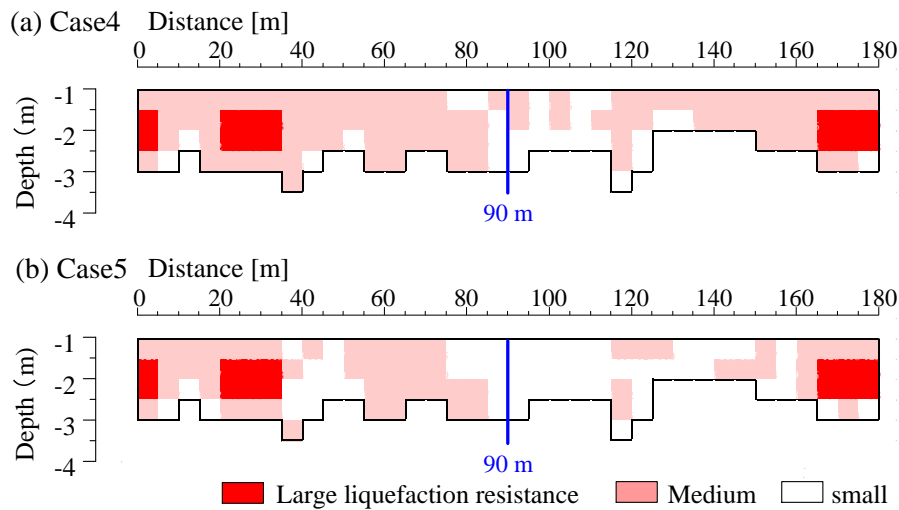 (a) Case4 Distance [m]
0 20 40 60 80 100 120 140 160 180
Depth (m)
-1
-2
-3
-4
90 m
(b) Case5 Distance [m]
0 20 40 60 80 100 120 140 160 180
Depth (m)
-1
-2
-3
-4
90 m
Large liquefaction resistance Medium small